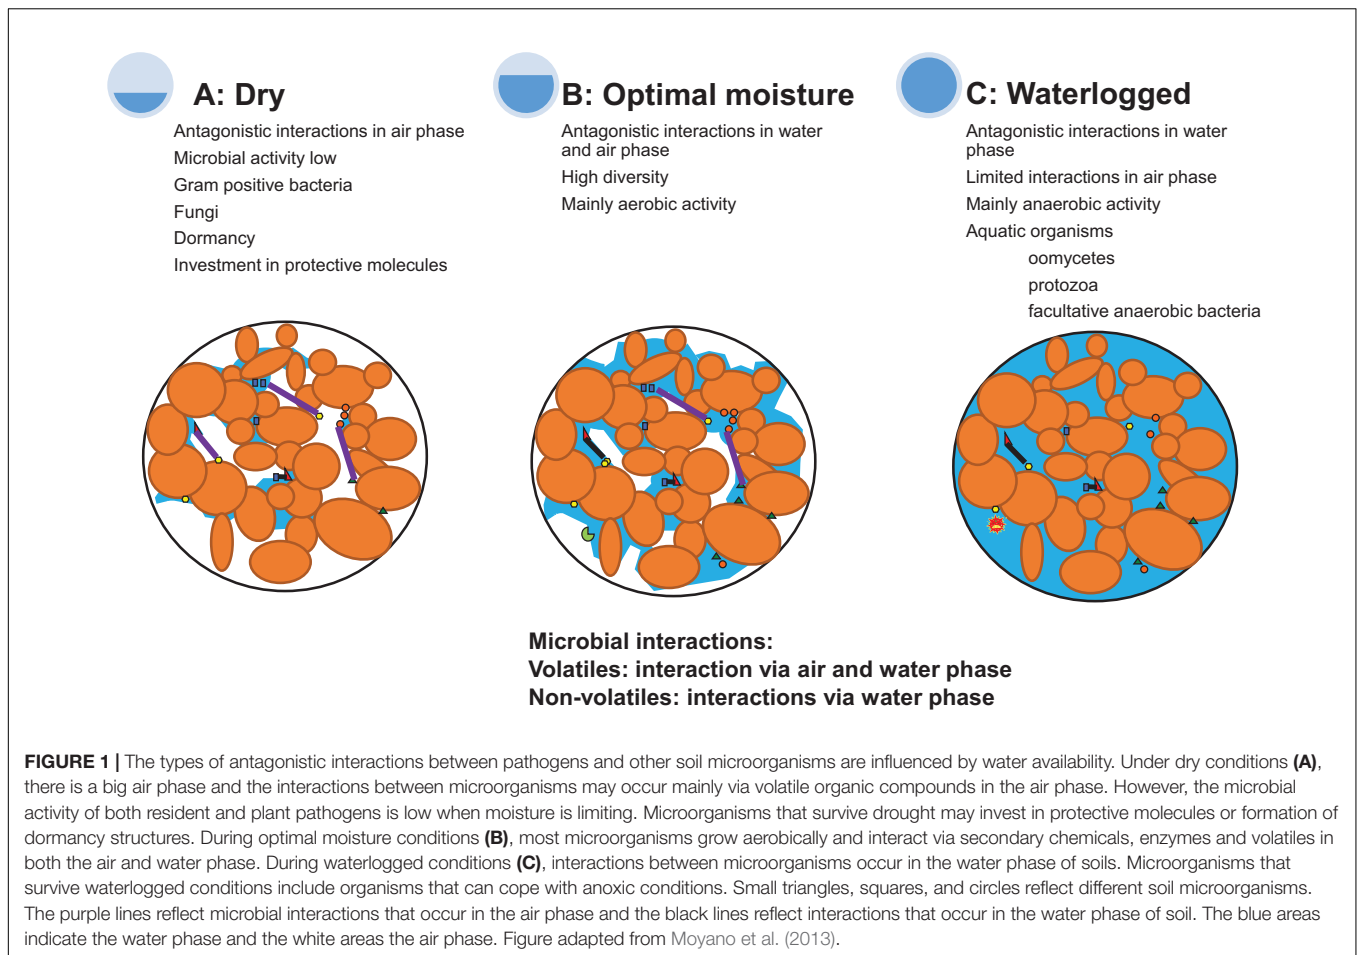 A: Dry
Antagonistic interactions in air phase
Microbial activity low
Gram positive bacteria
Fungi
Dormancy
Investment in protective molecules
B: Optimal moisture
Antagonistic interactions in water
and air phase
High diversity
Mainly aerobic activity
C: Waterlogged
Antagonistic interactions in water
phase
Limited interactions in air phase
Mainly anaerobic activity
Aquatic organisms
oomycetes
protozoa
facultative anaerobic bacteria
Microbial interactions:
Volatiles: interaction via air and water phase
Non-volatiles: interactions via water phase
FIGURE 1 | The types of antagonistic interactions between pathogens and other soil microorganisms are influenced by water availability. Under dry conditions (A),
there is a big air phase and the interactions between microorganisms may occur mainly via volatile organic compounds in the air phase. However, the microbial
activity of both resident and plant pathogens is low when moisture is limiting. Microorganisms that survive drought may invest in protective molecules or formation of
dormancy structures. During optimal moisture conditions (B), most microorganisms grow aerobically and interact via secondary chemicals, enzymes and volatiles in
both the air and water phase. During waterlogged conditions (C), interactions between microorganisms occur in the water phase of soils. Microorganisms that
survive waterlogged conditions include organisms that can cope with anoxic conditions. Small triangles, squares, and circles reflect different soil microorganisms.
The purple lines reflect microbial interactions that occur in the air phase and the black lines reflect interactions that occur in the water phase of soil. The blue areas
indicate the water phase and the white areas the air phase. Figure adapted from Moyano et al. (2013).